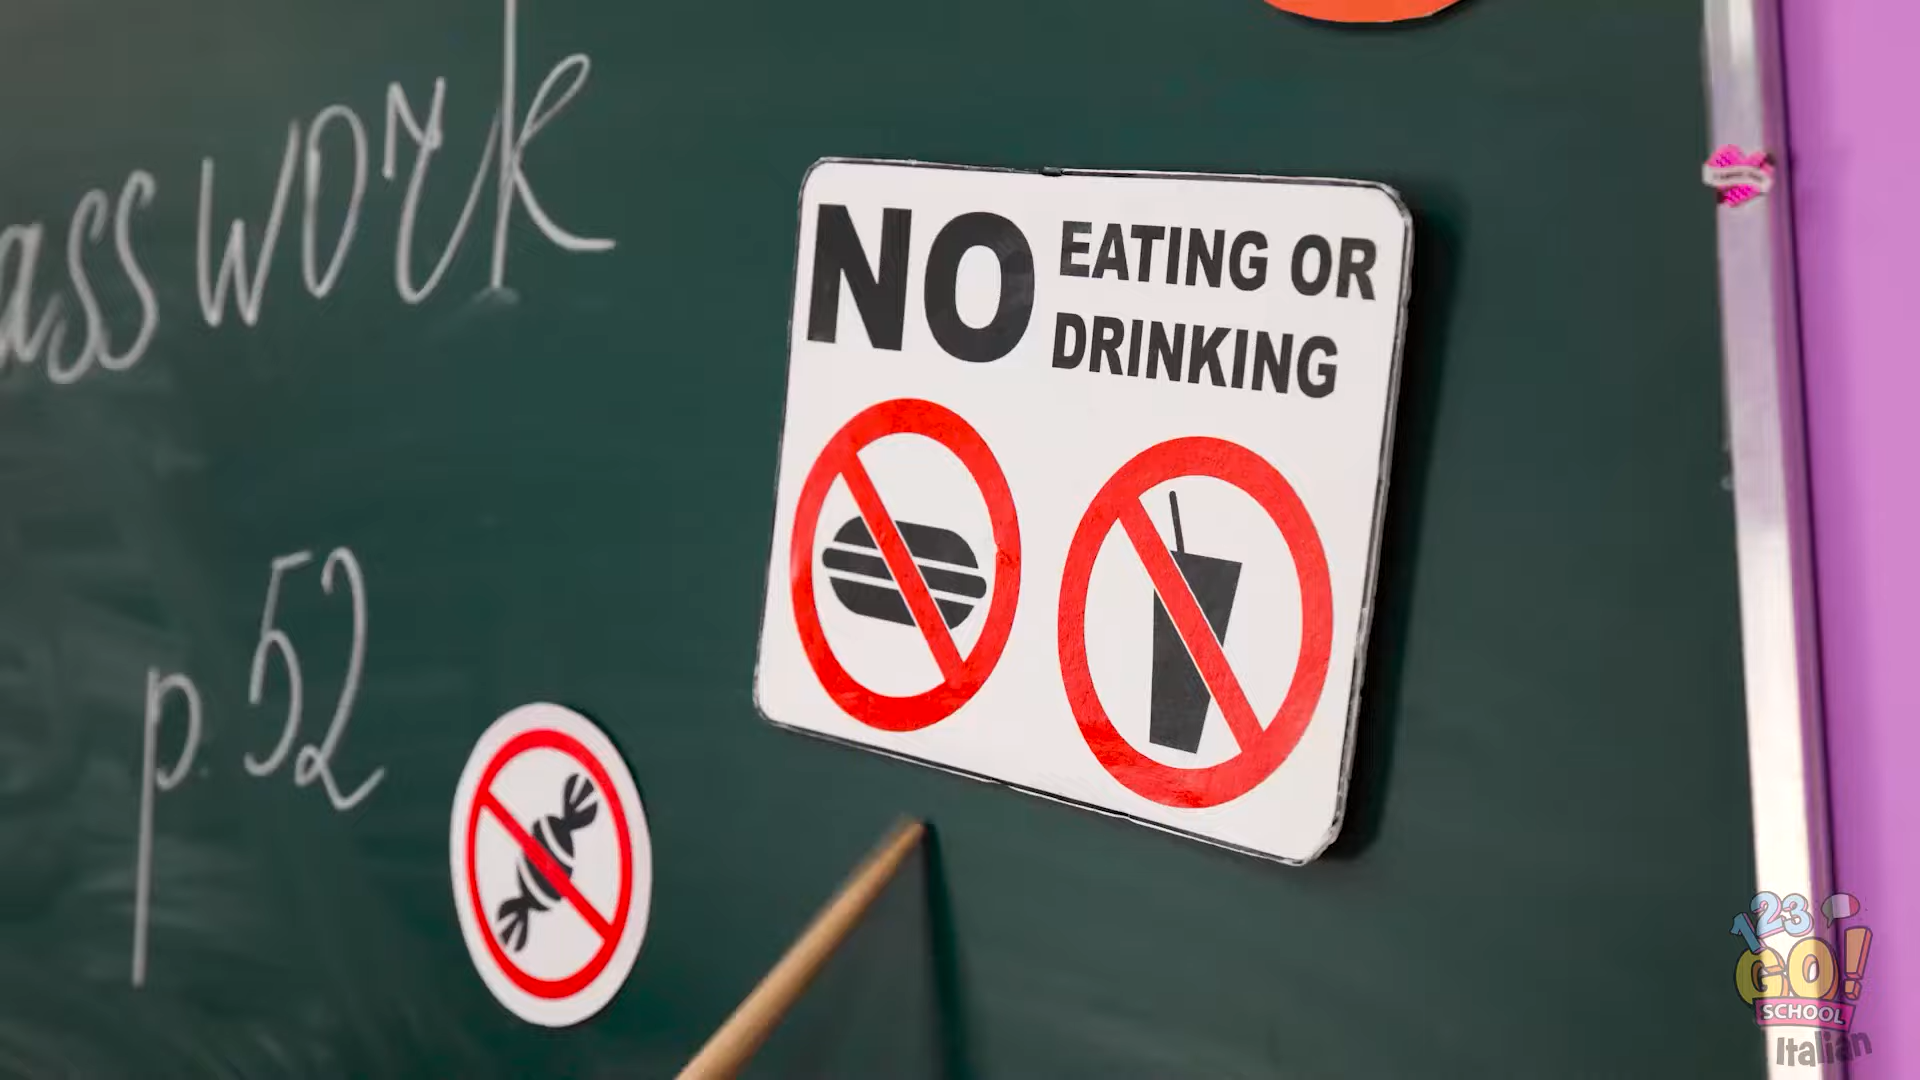 asswork
NO EATING OR
DRINKING
p. 52
123
GO!
SCHOOL
Italian